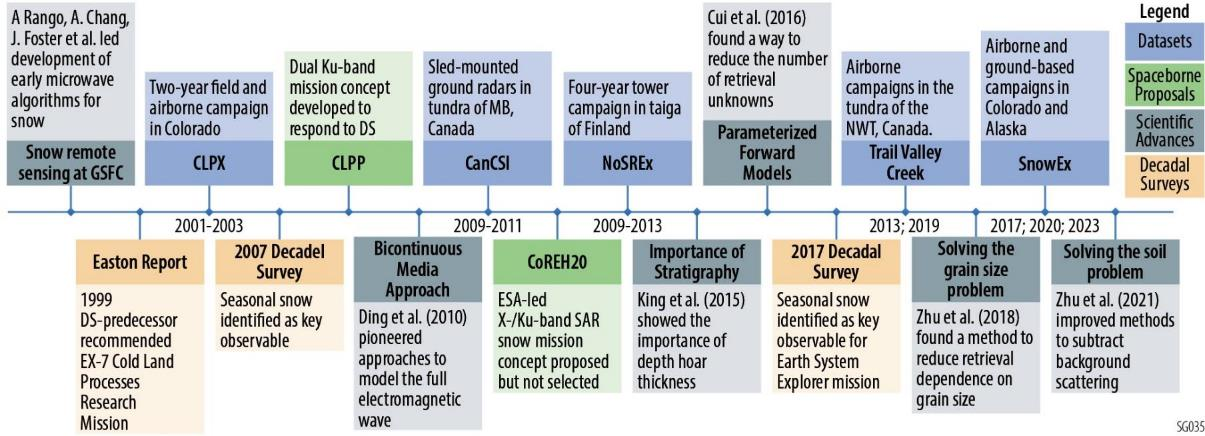 A Rango, A. Chang,
J. Foster et al. led
development of
early microwave
algorithms for
snow
Snow remote
sensing at GSFC
Two-year field and
airborne campaign
in Colorado
CLPX
Dual Ku-band
mission concept
developed to
respond to DS
CLPP
Sled-mounted
ground radars in
tundra of MB,
Canada
CanCSI
Four-year tower
campaign in taiga
of Finland
NoSREx
Cui et al. (2016)
found a way to
reduce the number
of retrieval
unknowns
Parameterized
Forward
Models
Airborne
campaigns in the
tundra of the
NWT, Canada.
Trail Valley
Creek
Airborne and
ground-based
campaigns in
Colorado and
Alaska
SnowEx
Legend
Datasets
Spaceborne
Proposals
Scientific
Advances
Decadal
Surveys
2001-2003
2009-2011
2009-2013
2013; 2019
2017; 2020; 2023
Easton Report
1999
DS-predecessor
recommended
EX-7 Cold Land
Processes
Research
Mission
2007 Decadel
Survey
Seasonal snow
identified as key
observable
Bicontinuous
Media
Approach
Ding et al. (2010)
pioneered
approaches to
model the full
electromagnetic
wave
CoREH20
ESA-led
X-/Ku-band SAR
snow mission
concept proposed
but not selected
Importance of
Stratigraphy
King et al. (2015)
showed the
importance of
depth hoar
thickness
2017 Decadal
Survey
Seasonal snow
identified as key
observable for
Earth System
Explorer mission
Solving the
grain size
problem
Zhu et al. (2018)
found a method to
reduce retrieval
dependence on
grain size
Solving the soil
problem
Zhu et al. (2021)
improved methods
to subtract
background
scattering
SG035